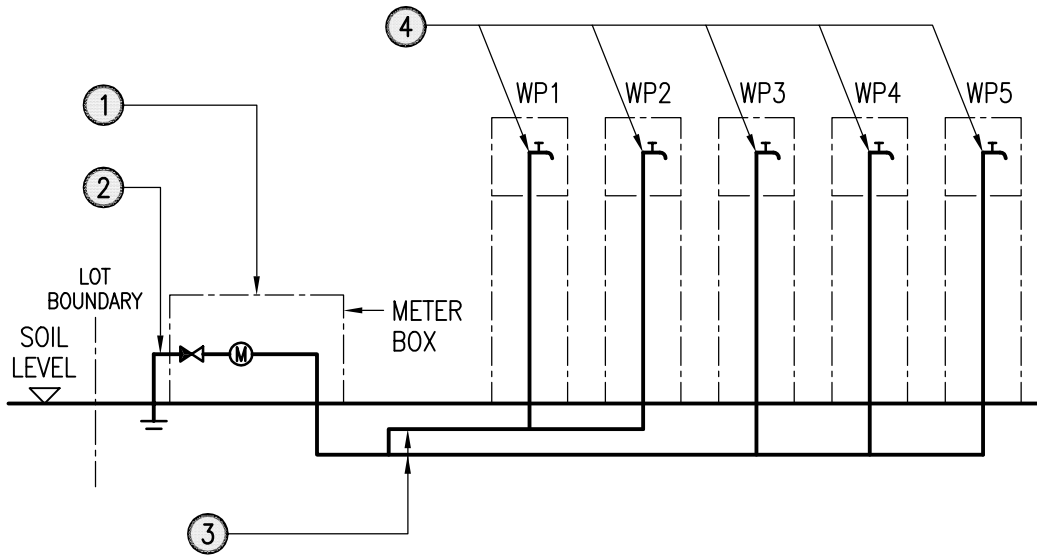 4
WP1 WP2 WP3 WP4 WP5
1
2
LOT
BOUNDARY
METER
BOX
SOIL
LEVEL
M
3